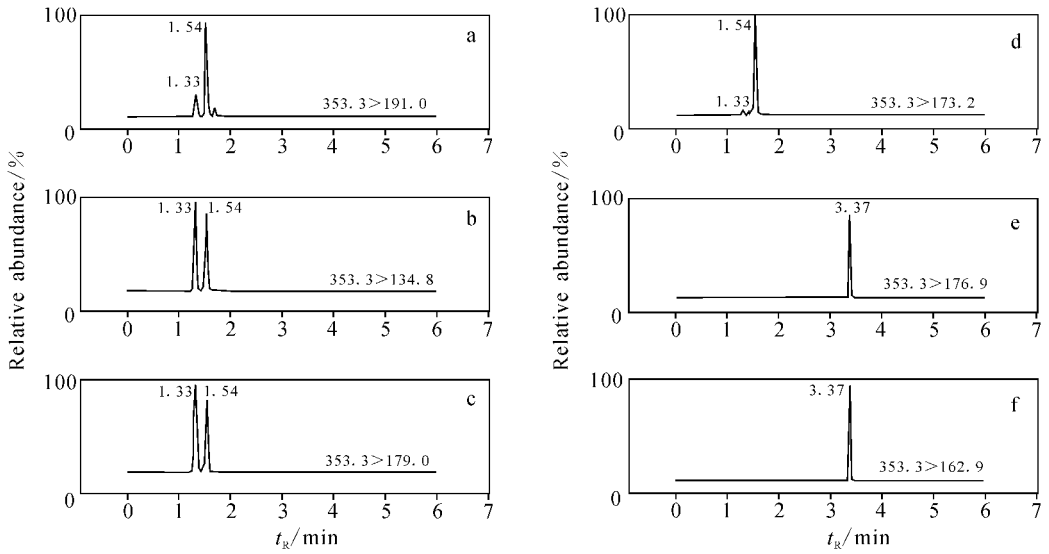 Relative abundance/%
100
1. 54
1. 33
a
353. 3>191. 0
0
0 1 2 3 4 5 6 7
100
1. 33 1. 54
b
353. 3>134. 8
0
0 1 2 3 4 5 6 7
100
1. 33 1. 54
c
353. 3>179. 0
0
0 1 2 3 4 5 6 7
tR/min
Relative abundance/%
100
1. 54
1. 33
d
353. 3>173. 2
0
0 1 2 3 4 5 6 7
100
3. 37
e
353. 3>176. 9
0
0 1 2 3 4 5 6 7
100
3. 37
f
353. 3>162. 9
0
0 1 2 3 4 5 6 7
tR/min